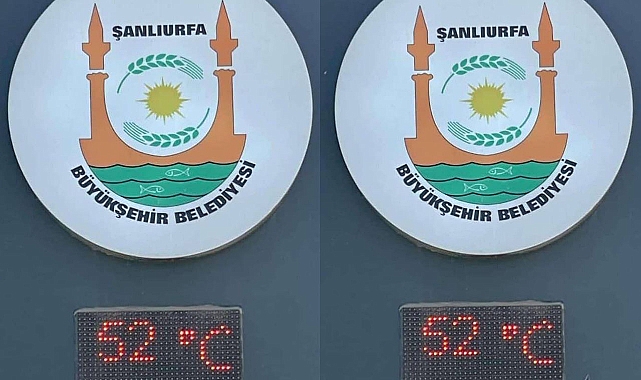 ŞANLIURFA
BÜYÜKŞEHİR BELEDİYESİ
52 °C
ŞANLIURFA
BÜYÜKŞEHİR BELEDİYESİ
52 °C